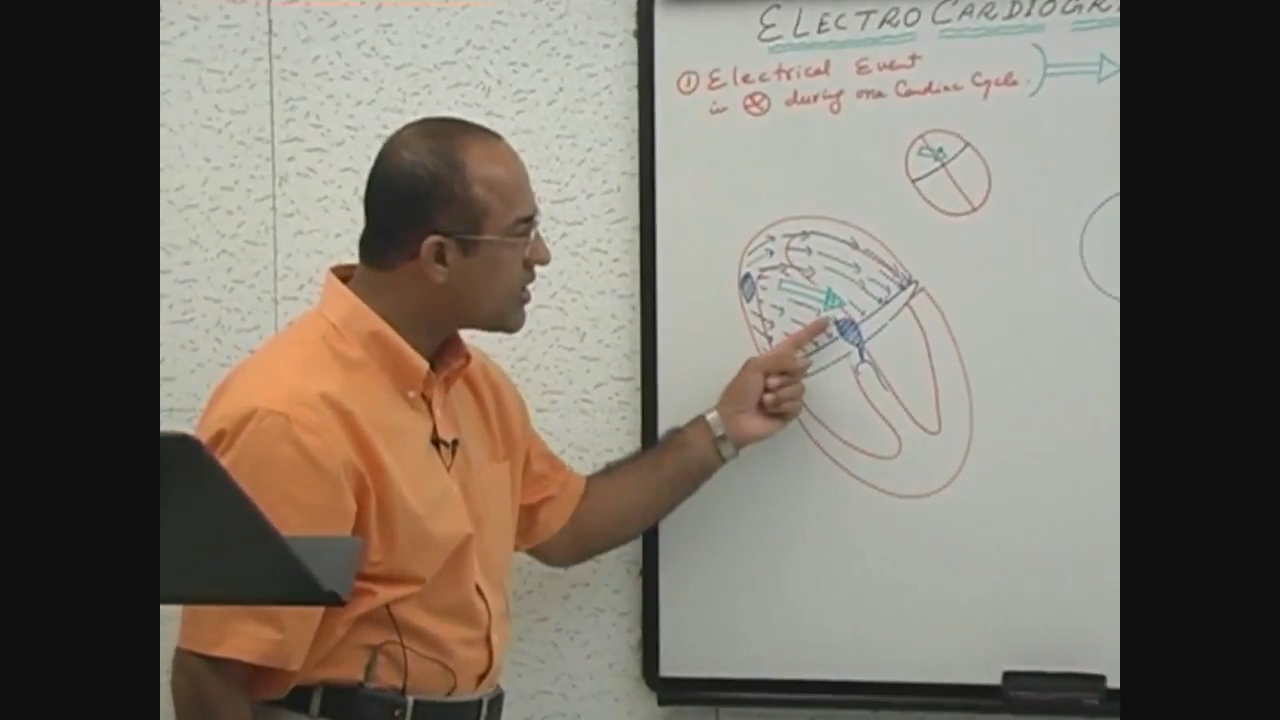 ELECTROCARDIOGR
① Electrical Event
in during one Cardiac Cycle.